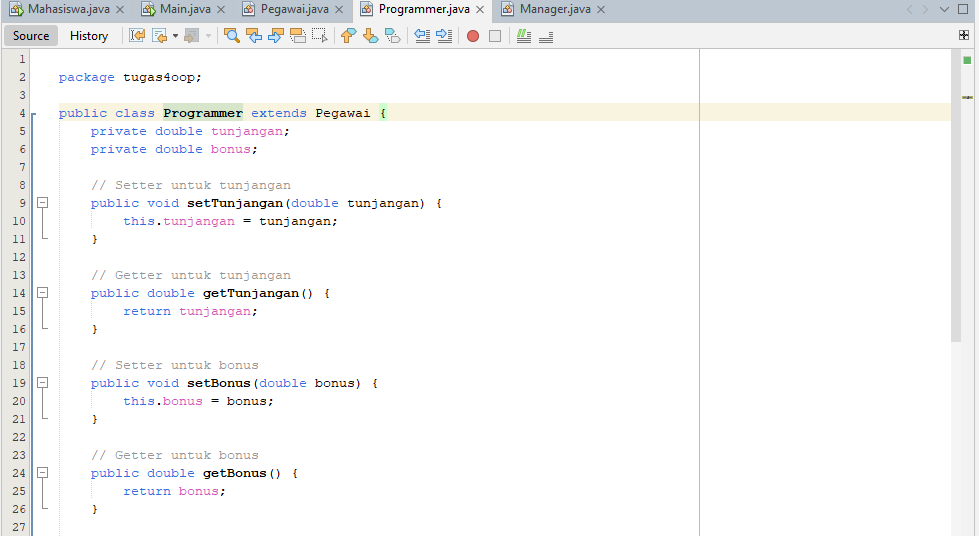 Mahasiswa.java Main.java Pegawai.java Programmer.java Manager.java
Source History
1
2 package tugas4oop;
3
4 public class Programmer extends Pegawai {
5 private double tunjangan;
6 private double bonus;
7
8 // Setter untuk tunjangan
9 public void setTunjangan(double tunjangan) {
10 this.tunjangan = tunjangan;
11 }
12
13 // Getter untuk tunjangan
14 public double getTunjangan() {
15 return tunjangan;
16 }
17
18 // Setter untuk bonus
19 public void setBonus(double bonus) {
20 this.bonus = bonus;
21 }
22
23 // Getter untuk bonus
24 public double getBonus() {
25 return bonus;
26 }
27